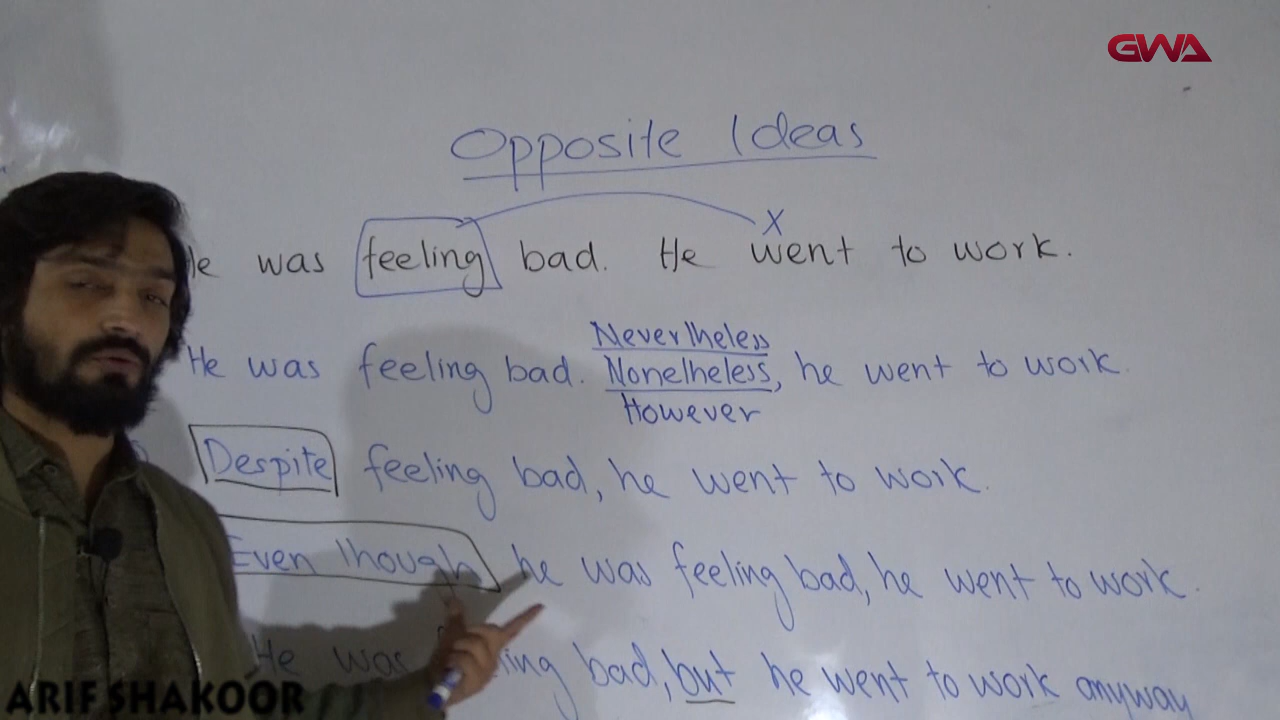 GWA
Opposite Ideas
x
He was feeling bad. He went to work.
Nevertheless
He was feeling bad. Nonetheless, he went to work.
However
Despite feeling bad, he went to work.
Even though he was feeling bad, he went to work.
He was feeling bad, but he went to work anyway
ARIF SHAKOOR